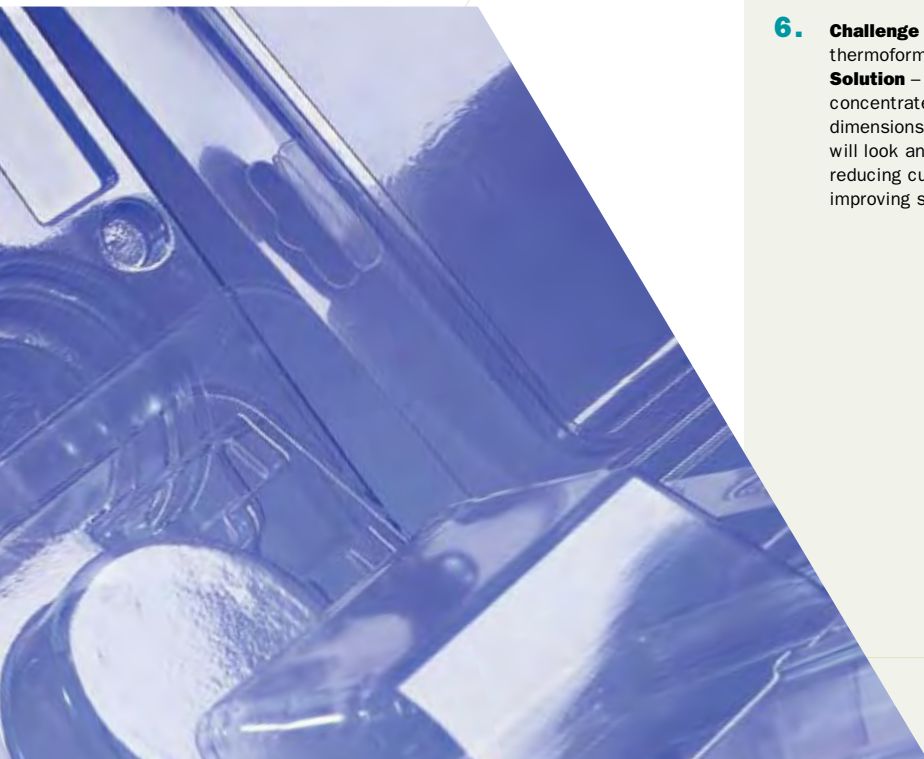 6. Challenge
thermoform
Solution –
concentrate
dimensions
will look an
reducing cu
improving s